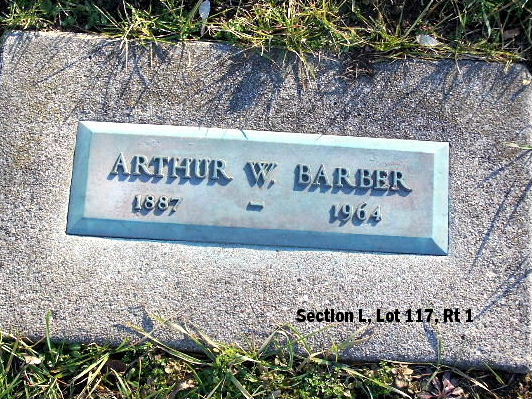 ARTHUR W. BARBER
1887 - 1964
Section L, Lot 117, Rt 1